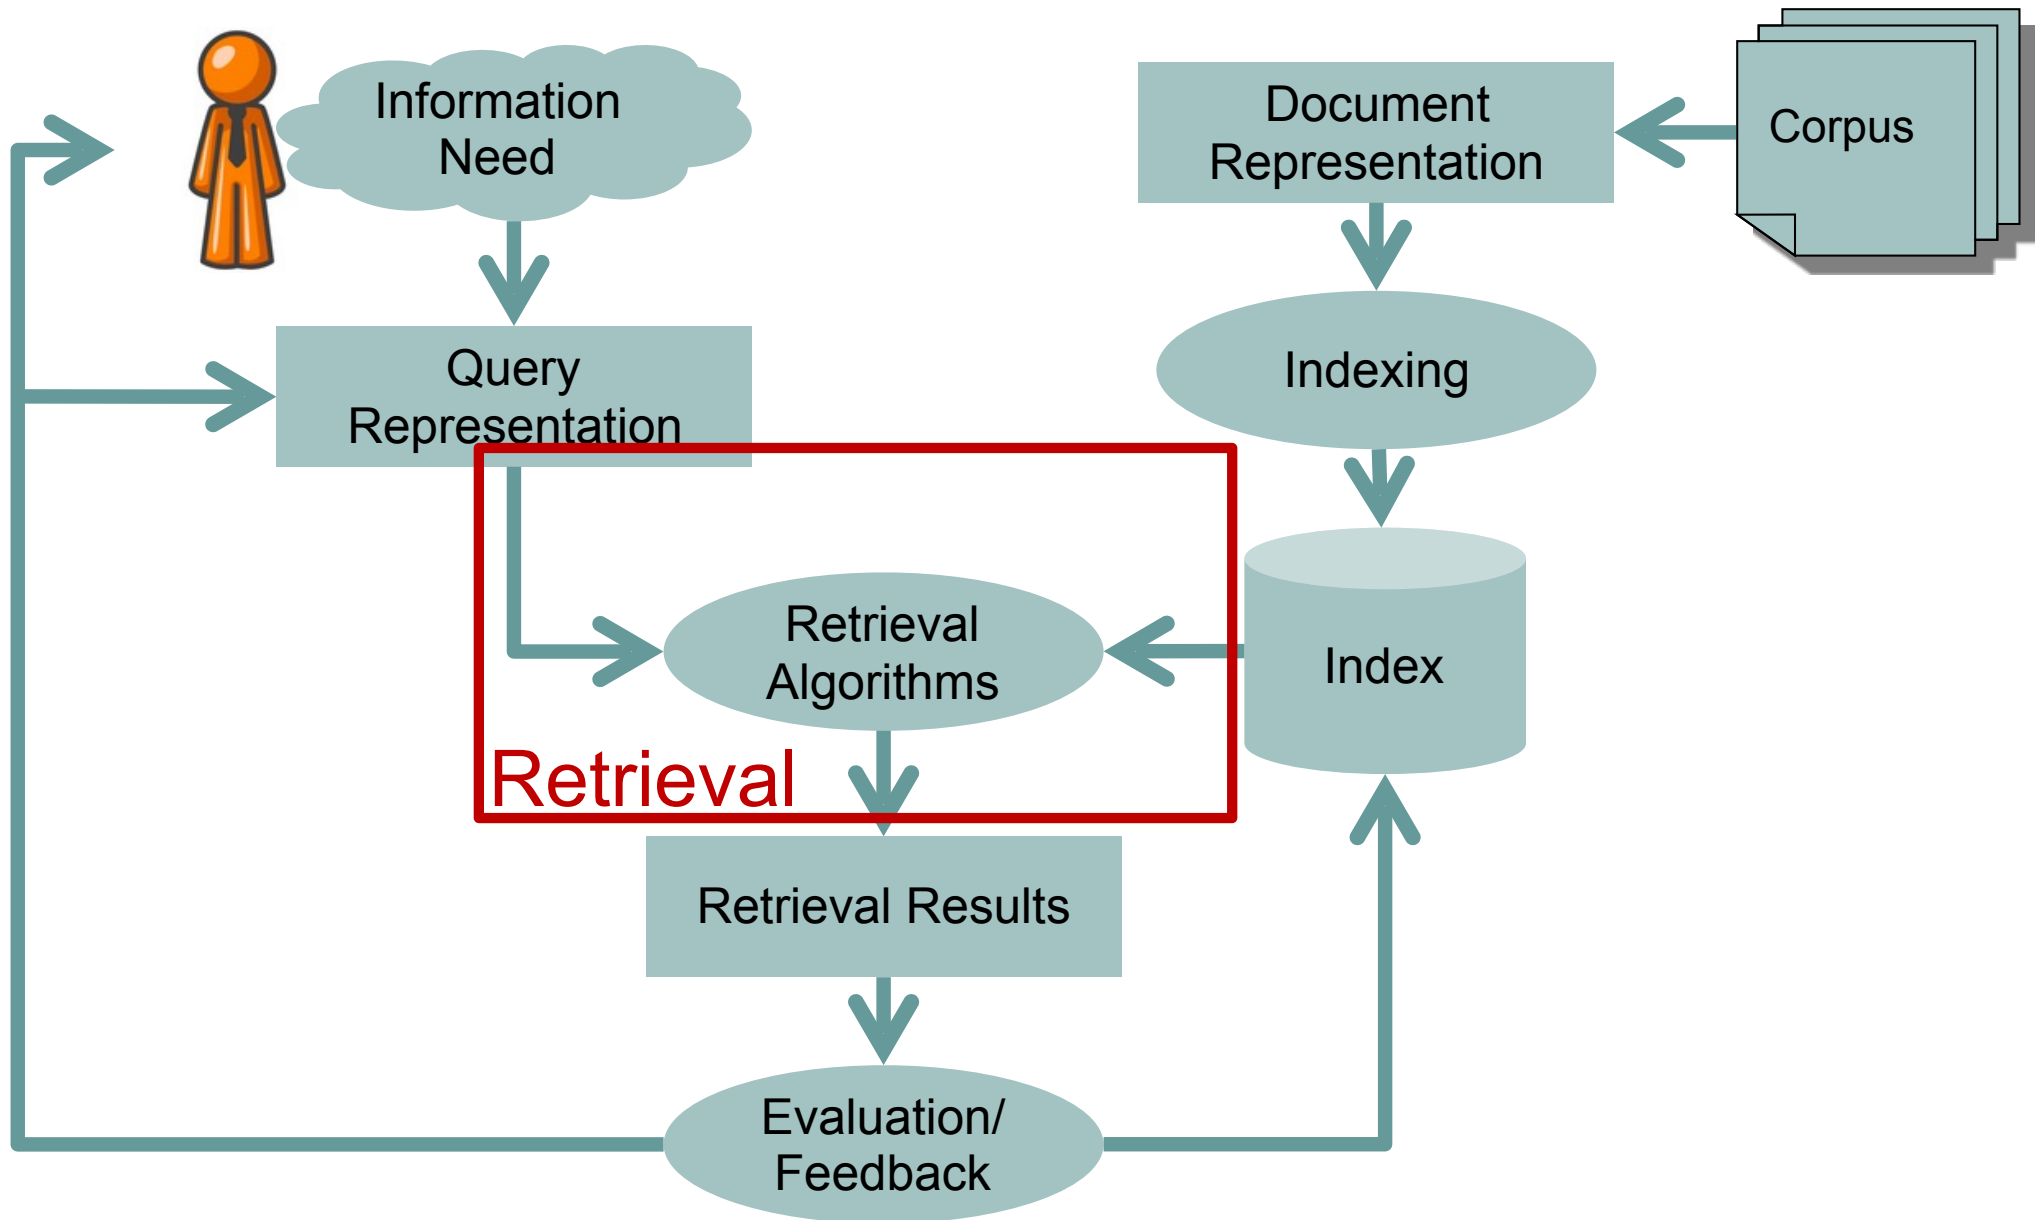 Information
Need
Document
Representation
Corpus
Query
Representation
Indexing
Retrieval
Algorithms
Index
Retrieval
Retrieval Results
Evaluation/
Feedback